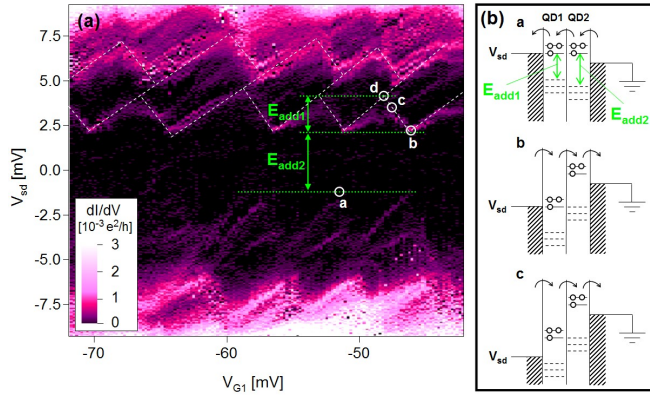 (a)
9.0
7.5
5.0
2.5
0.0
-2.5
-5.0
-7.5
V_sd [mV]
d
c
b
a
E_add1
E_add2
dI/dV
[10^-3 e^2/h]
3
2
1
0
-70
-60
-50
V_G1 [mV]
(b)
a
QD1 QD2
V_sd
E_add1
E_add2
b
V_sd
c
V_sd